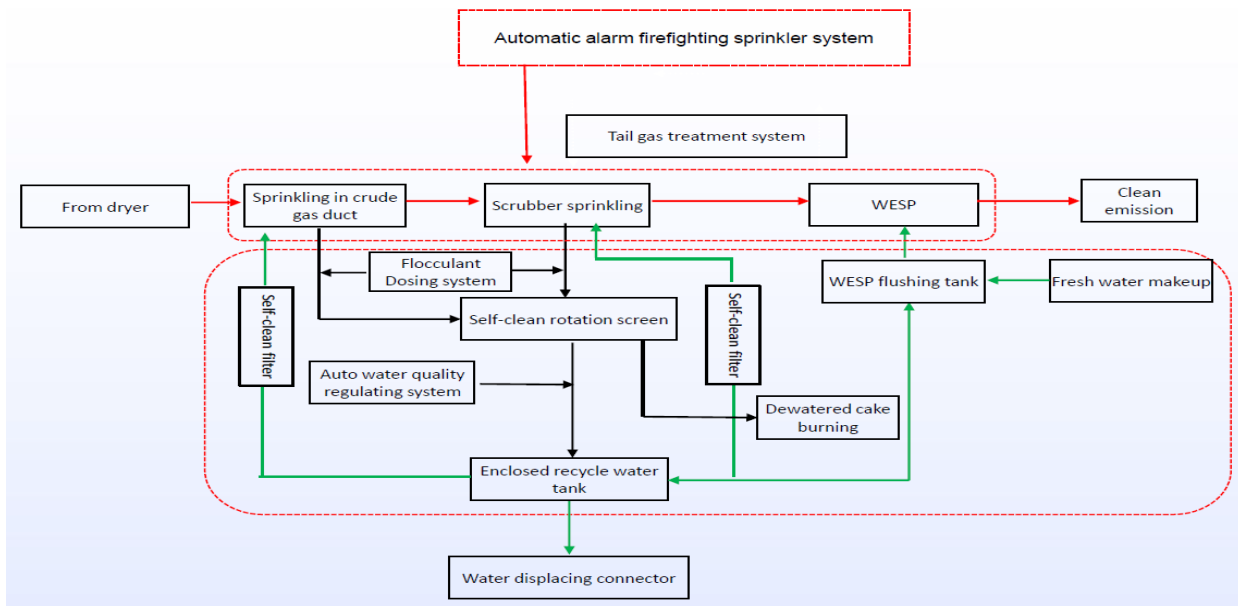 Automatic alarm firefighting sprinkler system
Tail gas treatment system
From dryer
Sprinkling in crude
gas duct
Scrubber sprinkling
WESP
Clean
emission
Flocculant
Dosing system
WESP flushing tank
Fresh water makeup
Self-clean filter
Self-clean rotation screen
Self-clean filter
Auto water quality
regulating system
Dewatered cake
burning
Enclosed recycle water
tank
Water displacing connector